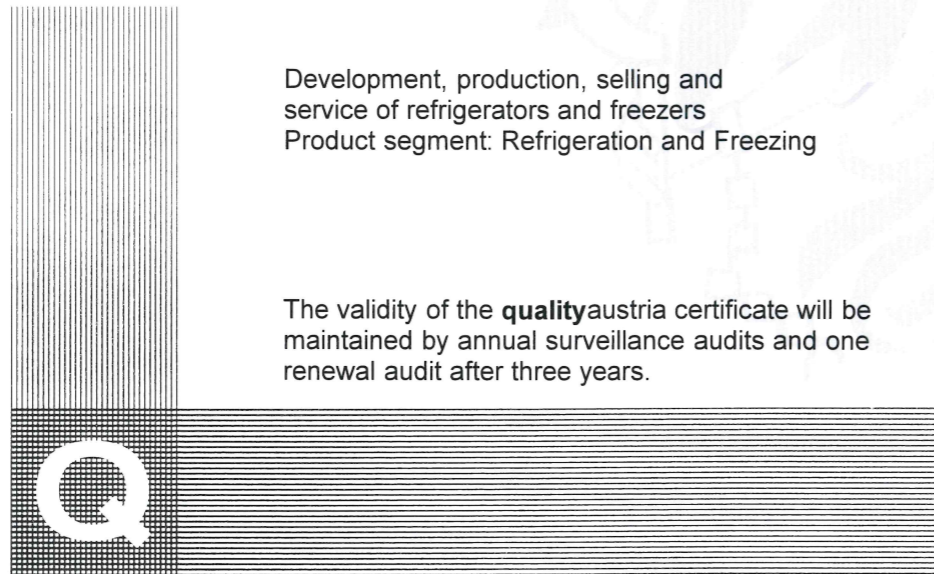 Development, production, selling and
service of refrigerators and freezers
Product segment: Refrigeration and Freezing
The validity of the qualityaustria certificate will be
maintained by annual surveillance audits and one
renewal audit after three years.
Q